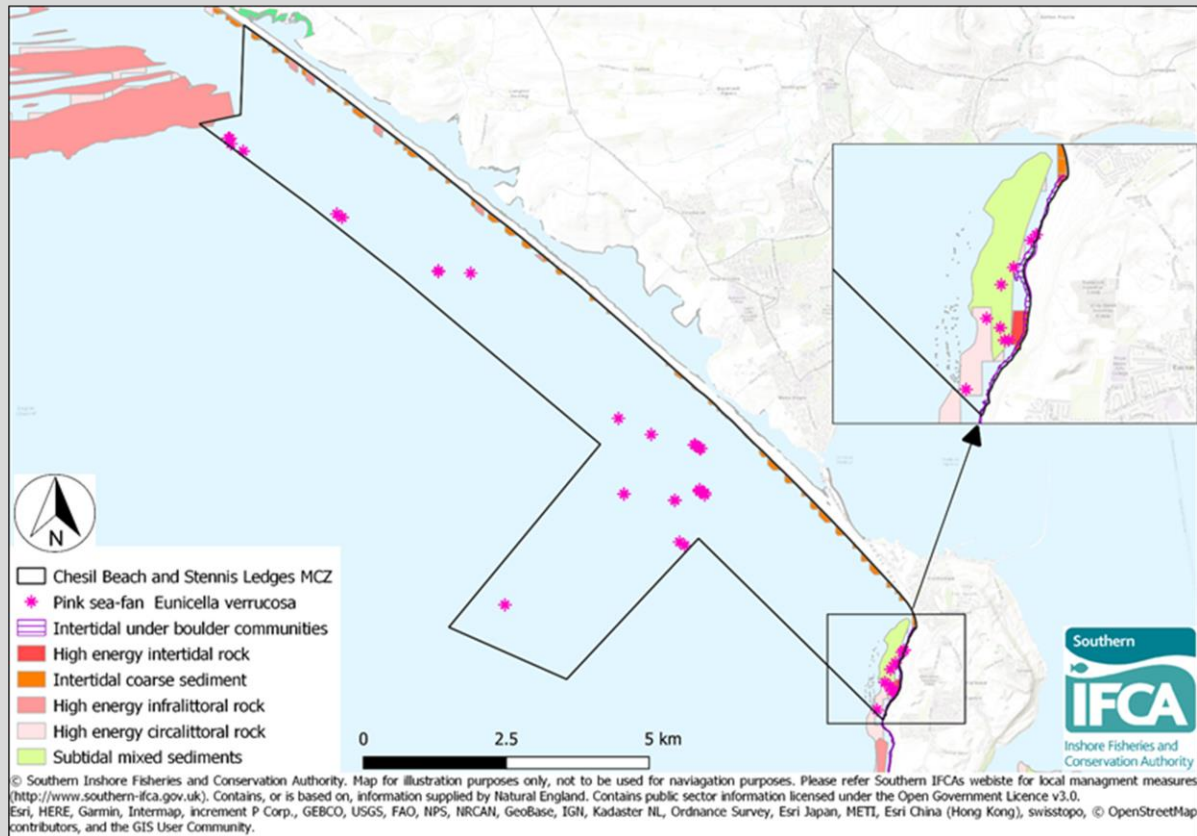 N
Chesil Beach and Stennis Ledges MCZ
Pink sea-fan Eunicella verrucosa
Intertidal under boulder communities
High energy intertidal rock
Intertidal coarse sediment
High energy infralittoral rock
High energy circalittoral rock
Subtidal mixed sediments
0 2.5 5 km
Southern
IFCA
Inshore Fisheries and
Conservation Authority
© Southern Inshore Fisheries and Conservation Authority. Map for illustration purposes only, not to be used for naviagation purposes. Please refer Southern IFCAs webiste for local managment measures
(http://www.southern-ifca.gov.uk). Contains, or is based on, information supplied by Natural England. Contains public sector information licensed under the Open Government Licence v3.0.
Esri, HERE, Garmin, Intermap, increment P Corp., GEBCO, USGS, FAO, NPS, NRCAN, GeoBase, IGN, Kadaster NL, Ordnance Survey, Esri Japan, METI, Esri China (Hong Kong), swisstopo, © OpenStreetMap
contributors, and the GIS User Community.